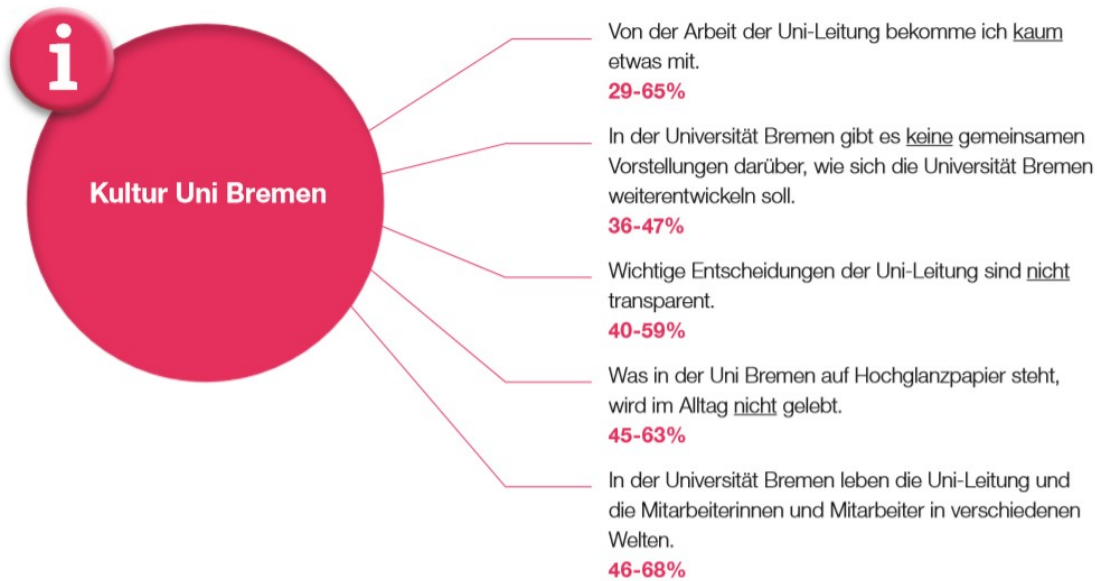 i
Kultur Uni Bremen
Von der Arbeit der Uni-Leitung bekomme ich kaum
etwas mit.
29-65%
In der Universität Bremen gibt es keine gemeinsamen
Vorstellungen darüber, wie sich die Universität Bremen
weiterentwickeln soll.
36-47%
Wichtige Entscheidungen der Uni-Leitung sind nicht
transparent.
40-59%
Was in der Uni Bremen auf Hochglanzpapier steht,
wird im Alltag nicht gelebt.
45-63%
In der Universität Bremen leben die Uni-Leitung und
die Mitarbeiterinnen und Mitarbeiter in verschiedenen
Welten.
46-68%